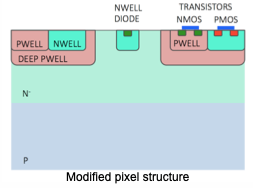 NWELL DIODE
TRANSISTORS
NMOS PMOS
PWELL NWELL
PWELL
DEEP PWELL
N⁻
P
Modified pixel structure